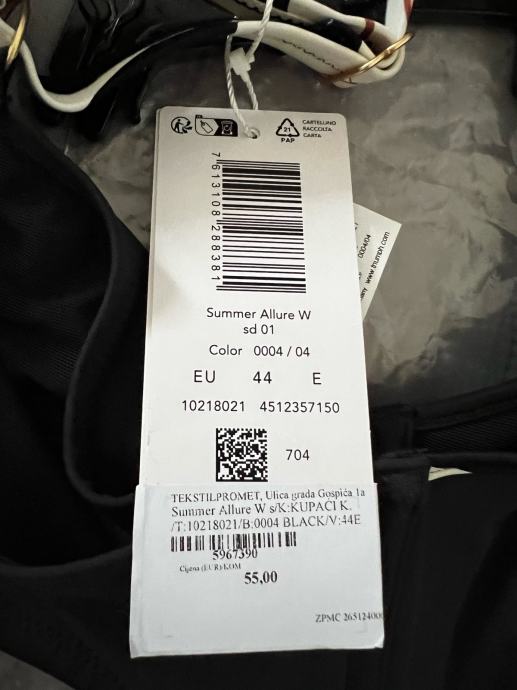 21
PAP
CARTELLINO
RACCOLTA
CARTA
7613108288381
0004/04
www.triumph.com
Summer Allure W
sd 01
Color 0004 / 04
EU 44 E
10218021 4512357150
704
TEKSTILPROMET, Ulica grada Gospića 1a
Summer Allure W s/K:KUPAĆI K.
/T:10218021/B:0004 BLACK/V:44E
5967390
Cijena (EUR)/KOM
55,00
ZPMC